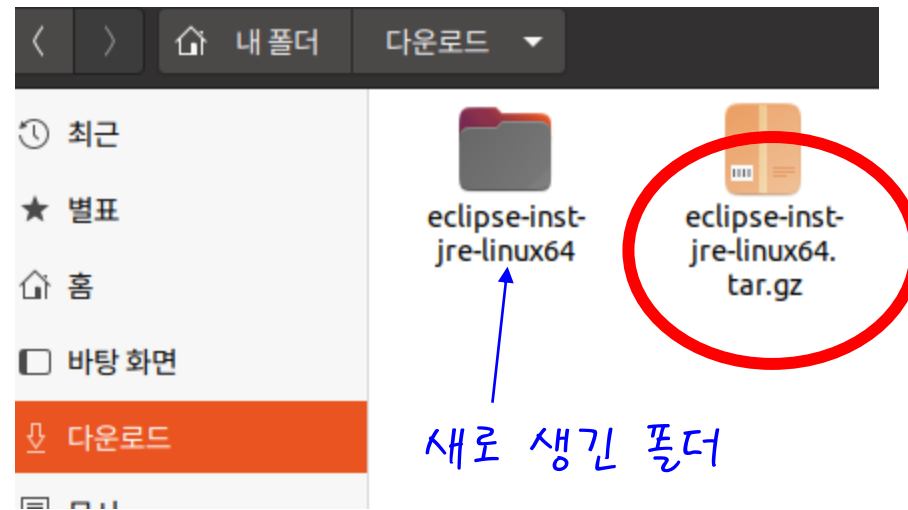 내 폴더 다운로드
최근
별표
홈
바탕 화면
다운로드
eclipse-inst-
jre-linux64
eclipse-inst-
jre-linux64.
tar.gz
새로 생긴 폴더